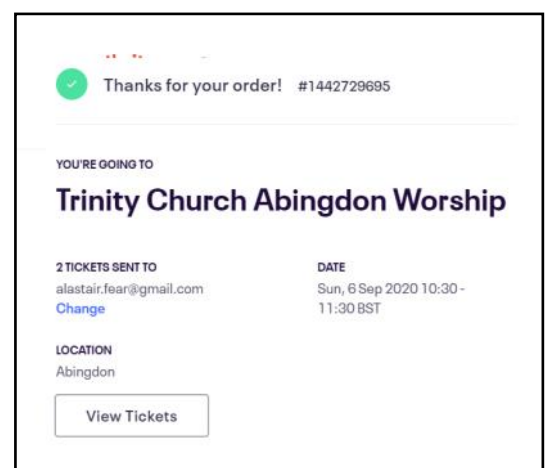 Thanks for your order! #1442729695
YOU'RE GOING TO
Trinity Church Abingdon Worship
2 TICKETS SENT TO
alastair.fear@gmail.com
Change
DATE
Sun, 6 Sep 2020 10:30 -
11:30 BST
LOCATION
Abingdon
View Tickets